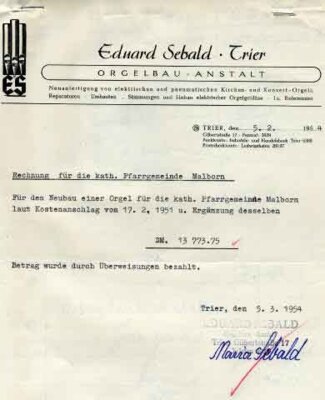 ES
Eduard Sebald · Trier
ORGELBAU - ANSTALT
Neuanfertigung von elektrischen und pneumatischen Kirchen- und Konzert-Orgeln
Reparaturen · Umbauten · Stimmungen und Einbau elektrischer Orgelgebläse · Ia. Referenzen
TRIER, den 5. 2. 1954
Rechnung für die kath. Pfarrgemeinde Malborn
Für den Neubau einer Orgel für die kath. Pfarrgemeinde Malborn
laut Kostenanschlag von 17. 2, 1951 u. Ergänzung desselben
DM. 13 773.75
Betrag wurde durch Überweisungen bezahlt.
Trier, den 5. 3. 1954
EDUARD SEBALD
Maria Sebald